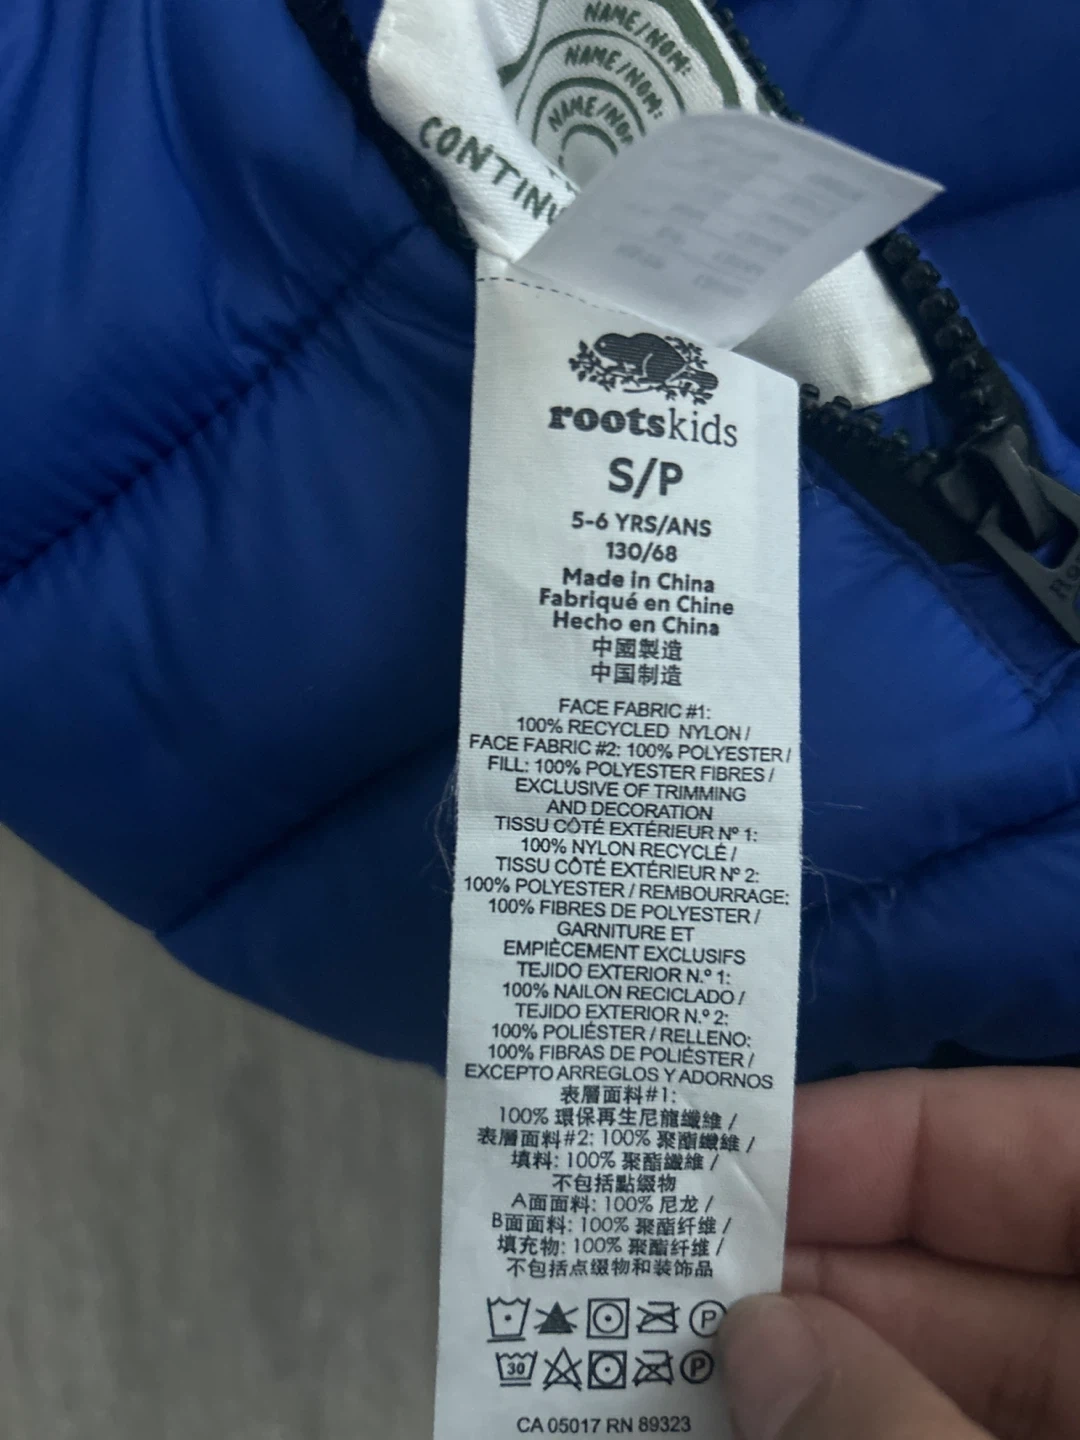 NAME/NOM:
NAME/NOM:
NAME/NO
CONTINU
rootskids
S/P
5-6 YRS/ANS
130/68
Made in China
Fabriqué en Chine
Hecho en China
中國製造
中国制造
FACE FABRIC #1:
100% RECYCLED NYLON /
FACE FABRIC #2: 100% POLYESTER /
FILL: 100% POLYESTER FIBRES /
EXCLUSIVE OF TRIMMING
AND DECORATION
TISSU CÔTÉ EXTÉRIEUR Nº 1:
100% NYLON RECYCLÉ /
TISSU CÔTÉ EXTÉRIEUR Nº 2:
100% POLYESTER / REMBOURRAGE:
100% FIBRES DE POLYESTER /
GARNITURE ET
EMPIÈCEMENT EXCLUSIFS
TEJIDO EXTERIOR N.º 1:
100% NAILON RECICLADO /
TEJIDO EXTERIOR N.º 2:
100% POLIÉSTER / RELLENO:
100% FIBRAS DE POLIÉSTER /
EXCEPTO ARREGLOS Y ADORNOS
表層面料#1:
100% 環保再生尼龍纖維 /
表層面料#2: 100% 聚酯纖維 /
填料: 100% 聚酯纖維 /
不包括點綴物
A面面料: 100% 尼龙 /
B面面料: 100% 聚酯纤维 /
填充物: 100% 聚酯纤维 /
不包括点缀物和装饰品
P
30 P
CA 05017 RN 89323